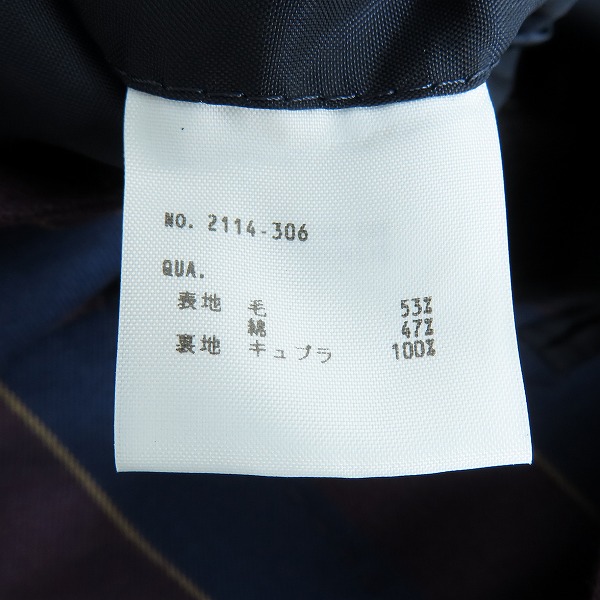 NO. 2114-306
QUA.
表地 毛 53%
綿 47%
裏地 キュプラ 100%